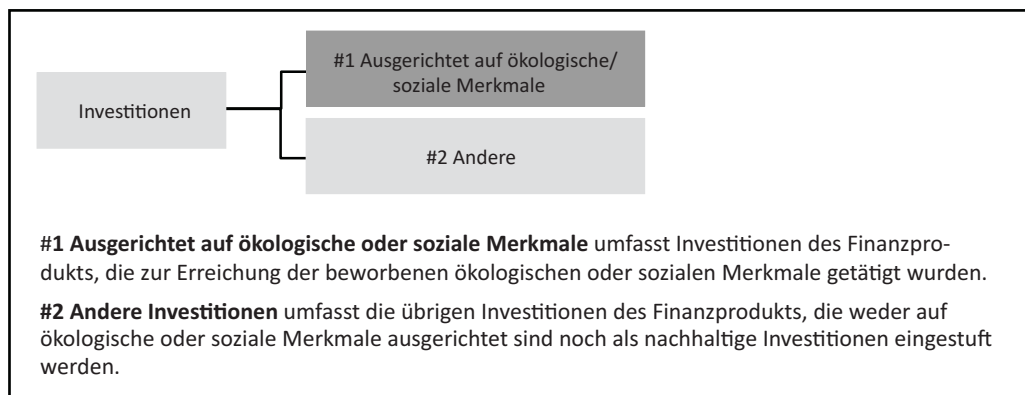 #1 Ausgerichtet auf ökologische/
soziale Merkmale
Investitionen
#2 Andere
#1 Ausgerichtet auf ökologische oder soziale Merkmale umfasst Investitionen des Finanzpro-
dukts, die zur Erreichung der beworbenen ökologischen oder sozialen Merkmale getätigt wurden.
#2 Andere Investitionen umfasst die übrigen Investitionen des Finanzprodukts, die weder auf
ökologische oder soziale Merkmale ausgerichtet sind noch als nachhaltige Investitionen eingestuft
werden.